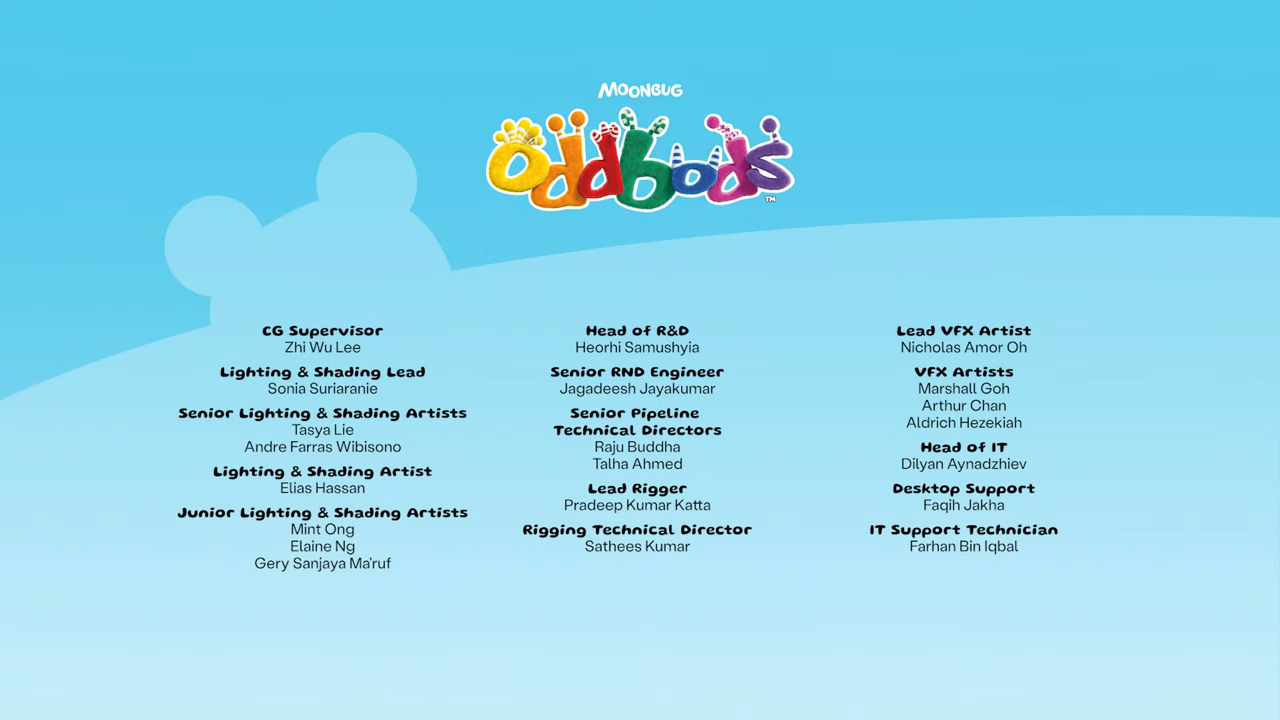 MOONBUG
Oddbods
TM
CG Supervisor
Zhi Wu Lee
Lighting & Shading Lead
Sonia Suriaranie
Senior Lighting & Shading Artists
Tasya Lie
Andre Farras Wibisono
Lighting & Shading Artist
Elias Hassan
Junior Lighting & Shading Artists
Mint Ong
Elaine Ng
Gery Sanjaya Ma'ruf
Head of R&D
Heorhi Samushyia
Senior RND Engineer
Jagadeesh Jayakumar
Senior Pipeline
Technical Directors
Raju Buddha
Talha Ahmed
Lead Rigger
Pradeep Kumar Katta
Rigging Technical Director
Sathees Kumar
Lead VFX Artist
Nicholas Amor Oh
VFX Artists
Marshall Goh
Arthur Chan
Aldrich Hezekiah
Head of IT
Dilyan Aynadzhiev
Desktop Support
Faqih Jakha
IT Support Technician
Farhan Bin Iqbal